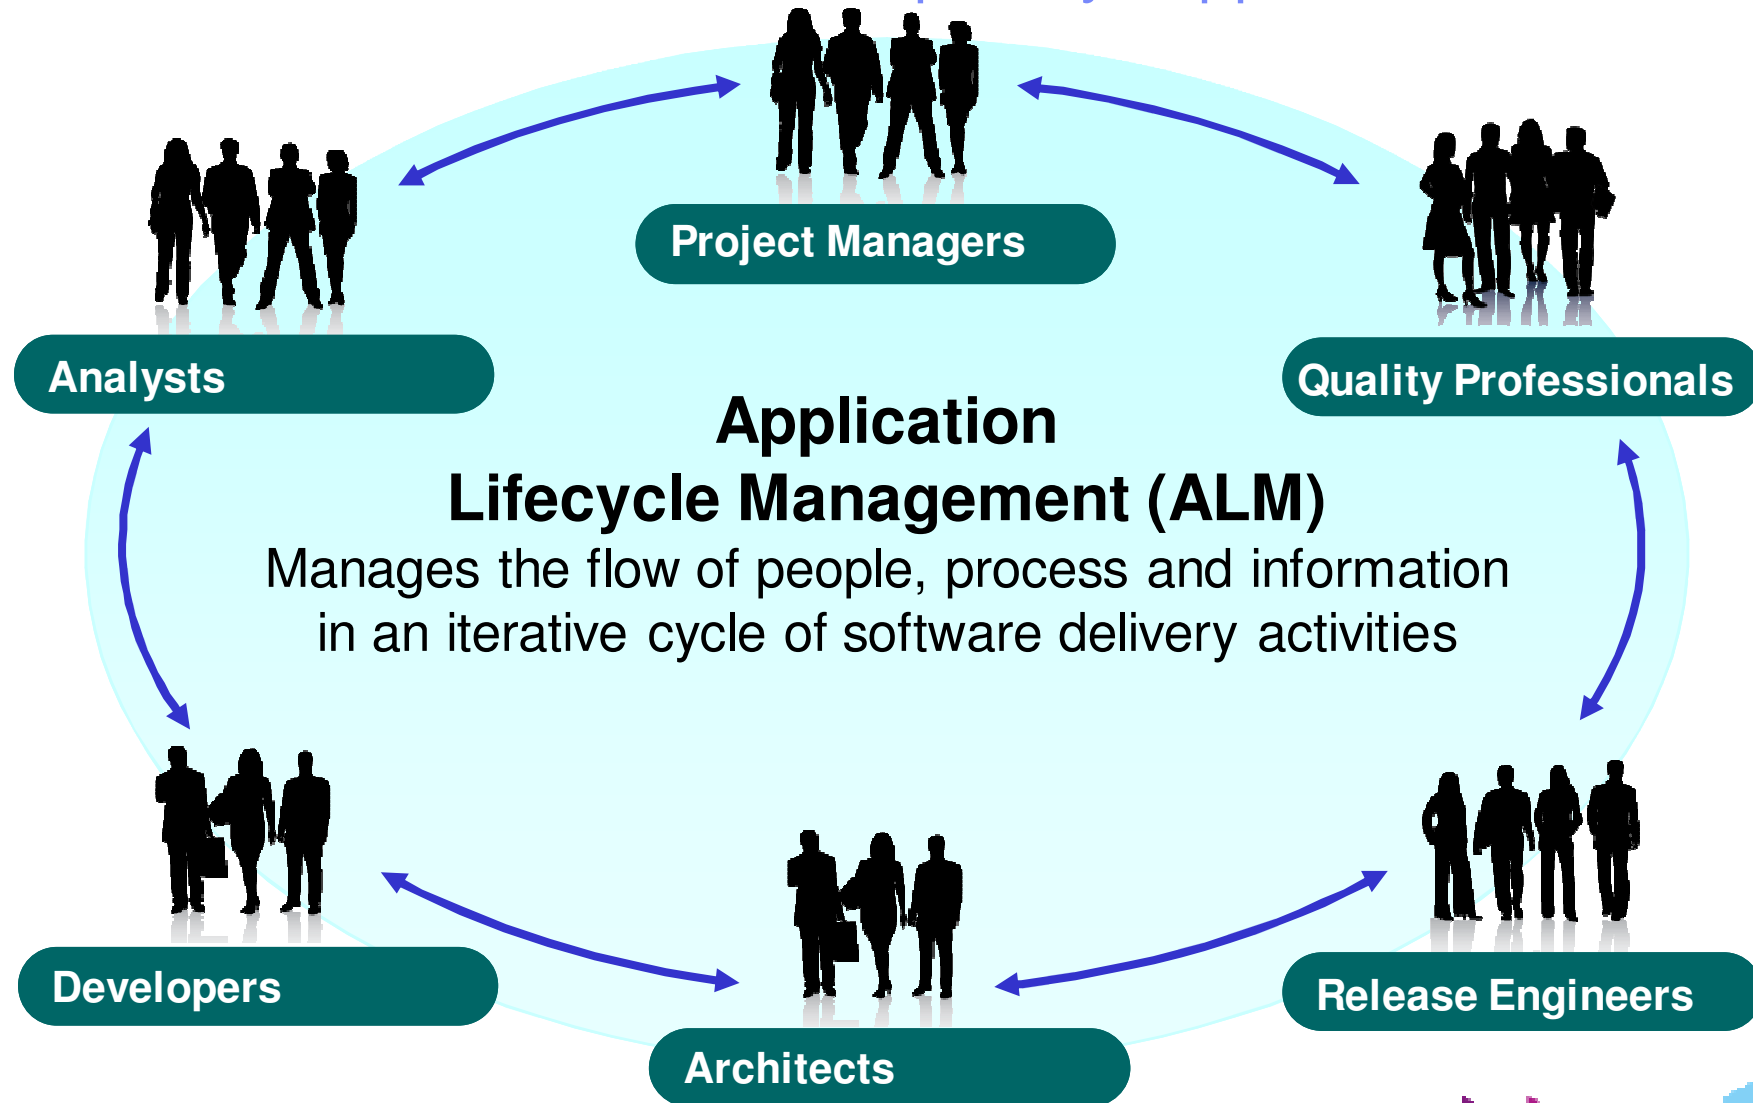 Project Managers
Analysts
Quality Professionals
Application
Lifecycle Management (ALM)
Manages the flow of people, process and information
in an iterative cycle of software delivery activities
Developers
Release Engineers
Architects